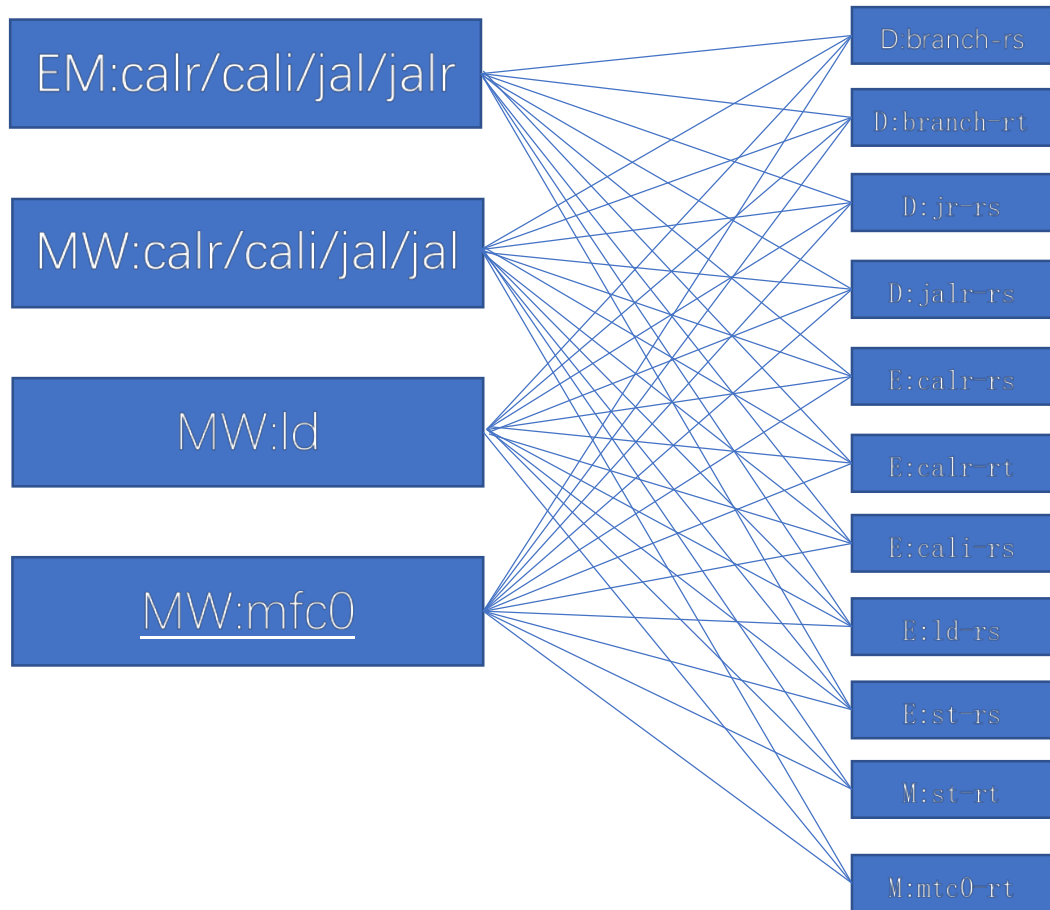 EM:calr/cali/jal/jalr
MW:calr/cali/jal/jal
MW:ld
MW:mfc0
D:branch-rs
D:branch-rt
D:jr-rs
D:jalr-rs
E:calr-rs
E:calr-rt
E:cali-rs
E:ld-rs
E:st-rs
M:st-rt
M:mtc0-rt